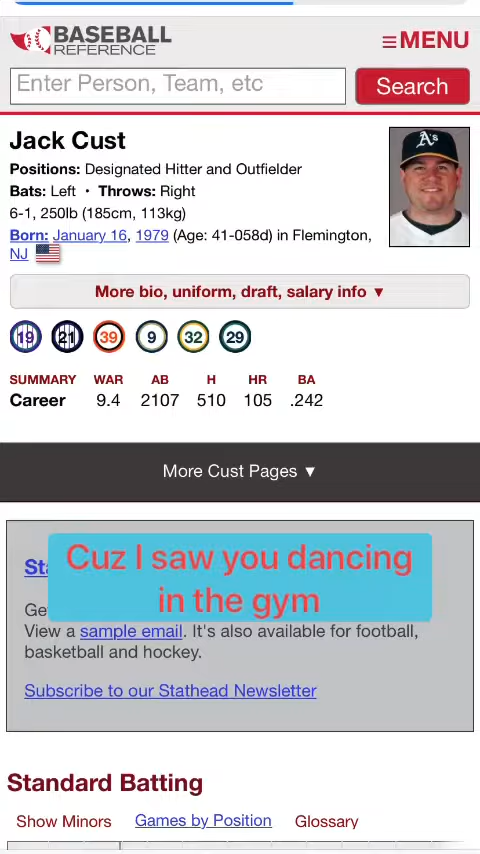 BASEBALL
REFERENCE
MENU
Enter Person, Team, etc
Search
Jack Cust
Positions: Designated Hitter and Outfielder
Bats: Left • Throws: Right
6-1, 250lb (185cm, 113kg)
Born: January 16, 1979 (Age: 41-058d) in Flemington,
NJ
A's
More bio, uniform, draft, salary info ▼
19 21 39 9 32 29
SUMMARY WAR AB H HR BA
Career 9.4 2107 510 105 .242
More Cust Pages ▼
Cuz I saw you dancing
in the gym
View a sample email. It's also available for football,
basketball and hockey.
Subscribe to our Stathead Newsletter
Standard Batting
Show Minors Games by Position Glossary